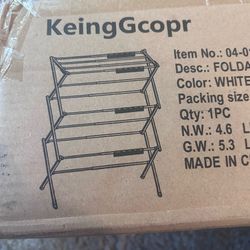 KeingGcopr
Item No.: 04-0
Desc.: FOLDA
Color: WHITE
Packing size
Qty: 1PC
N.W.: 4.6 L
G.W.: 5.3 L
MADE IN C